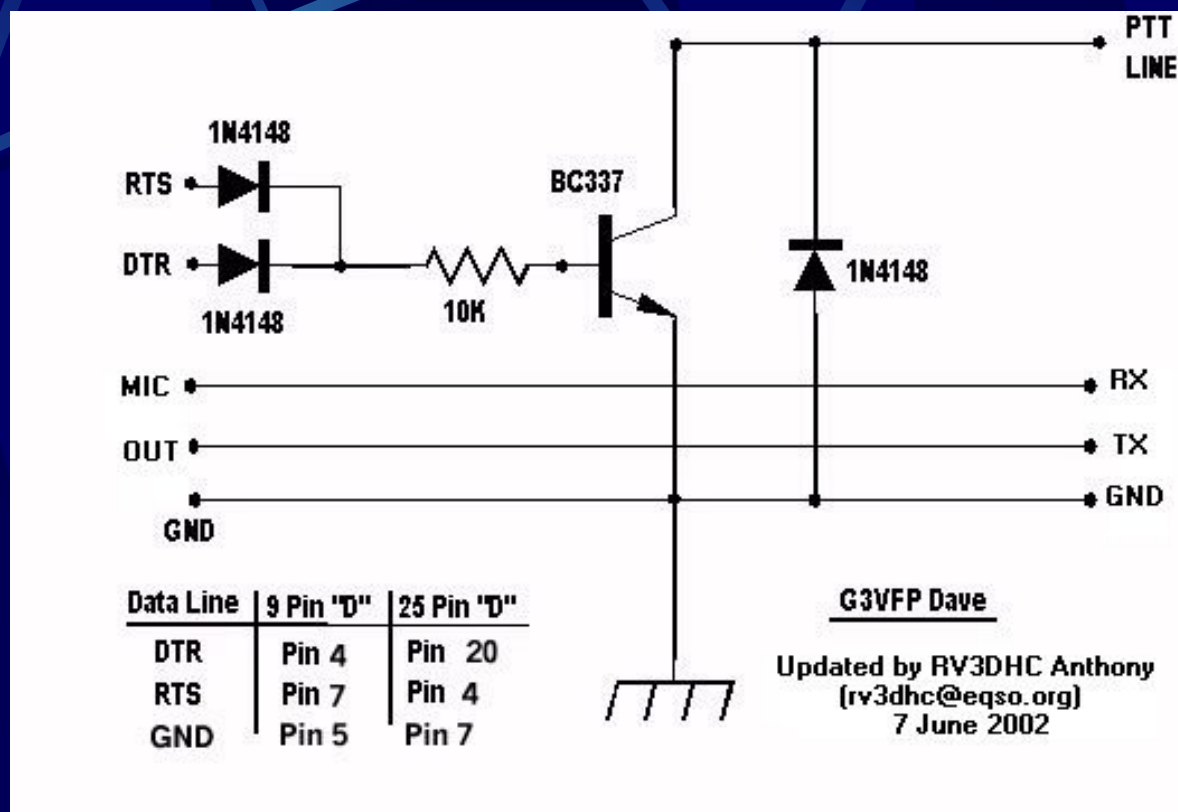 PTT
LINE
1N4148
RTS
BC337
DTR
1N4148
10K
1N4148
MIC
RX
OUT
TX
GND
GND
Data Line 9 Pin "D" 25 Pin "D"
DTR Pin 4 Pin 20
RTS Pin 7 Pin 4
GND Pin 5 Pin 7
G3VFP Dave
Updated by RV3DHC Anthony
(rv3dhc@eqso.org)
7 June 2002